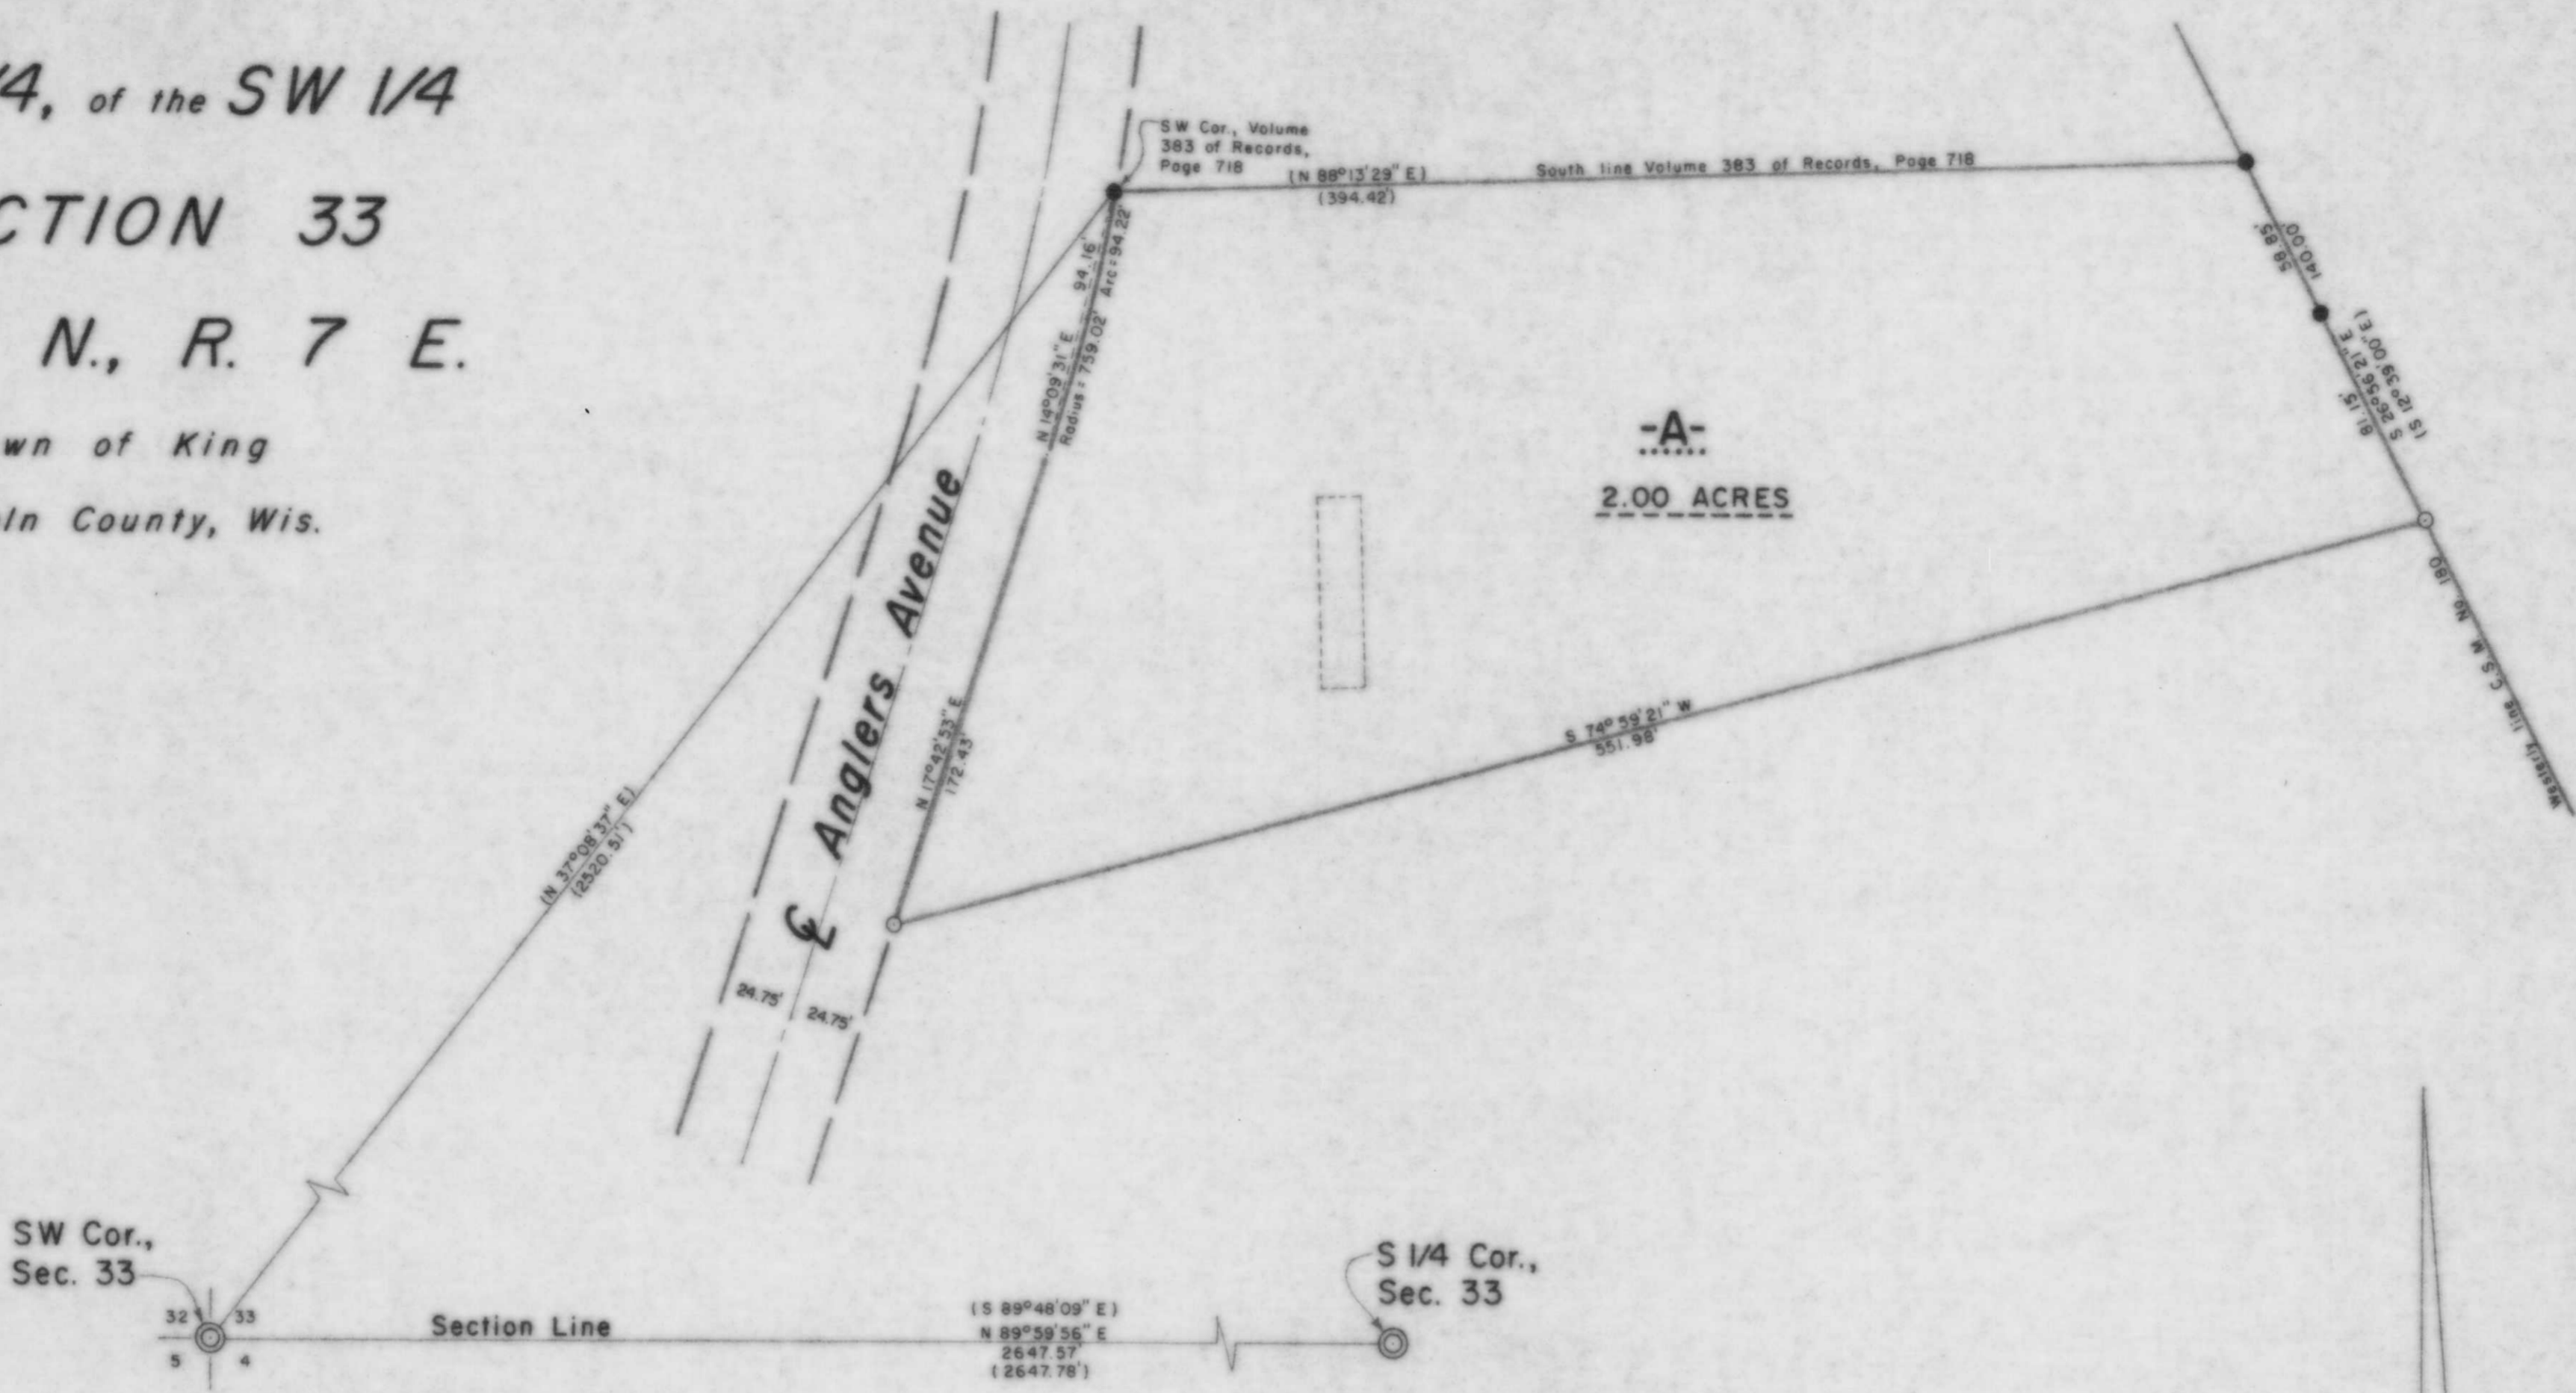 /4, of the SW 1/4
CTION 33
N., R. 7 E.
wn of King
ln County, Wis.
SW Cor., Volume
383 of Records,
Page 718
(N 88°13'29" E)
(394.42')
South line Volume 383 of Records, Page 718
58.85'
140.00'
81.15'
S 26°56'21" E
(S 12°39'00" E)
N 14°09'31" E 94.16'
Radius = 759.02' Arc = 94.22'
-A-
2.00 ACRES
N 17°42'53" E
172.43'
S 74°59'21" W
551.98'
Westerly line C.S.M. No. 180
℄ Anglers Avenue
(N 37°08'37" E)
(2520.51')
24.75'
24.75'
SW Cor.,
Sec. 33
32 33
5 4
Section Line
(S 89°48'09" E)
N 89°59'56" E
2647.57'
(2647.78')
S 1/4 Cor.,
Sec. 33